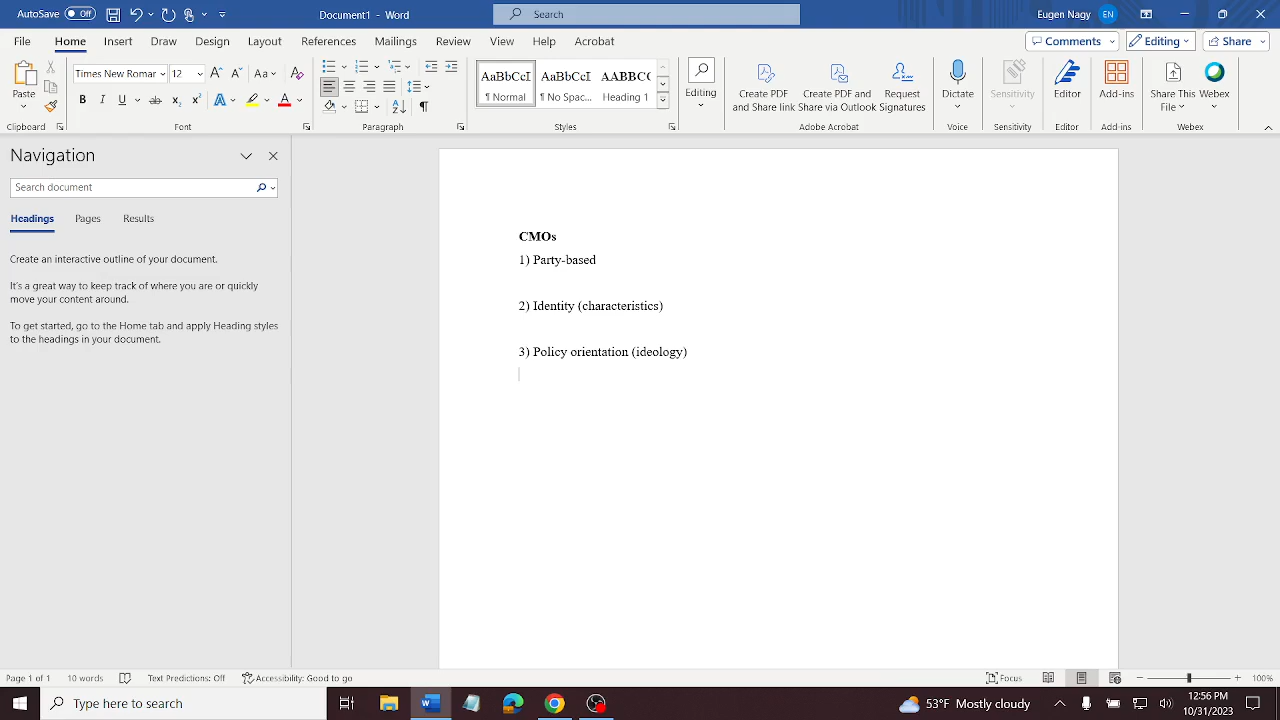 AutoSave Off Document1 - Word Search Eugen Nagy EN
File Home Insert Draw Design Layout References Mailings Review View Help Acrobat Comments Editing Share
Paste Times New Roman 12 Aa AaBbCcI AaBbCcI AABBC(
¶ Normal ¶ No Spac... Heading 1
Editing
Create PDF and Share link
Create PDF and Share via Outlook
Request Signatures
Dictate
Sensitivity
Editor
Add-ins
Share This File
Webex
Clipboard Font Paragraph Styles Adobe Acrobat Voice Sensitivity Editor Add-ins Webex
Navigation
Search document
Headings Pages Results
Create an interactive outline of your document.
It's a great way to keep track of where you are or quickly
move your content around.
To get started, go to the Home tab and apply Heading styles
to the headings in your document.
CMOs
1) Party-based
2) Identity (characteristics)
3) Policy orientation (ideology)
Page 1 of 1 10 words Text Predictions: Off Accessibility: Good to go Focus 100%
Type here to search 53°F Mostly cloudy 12:56 PM
10/31/2023